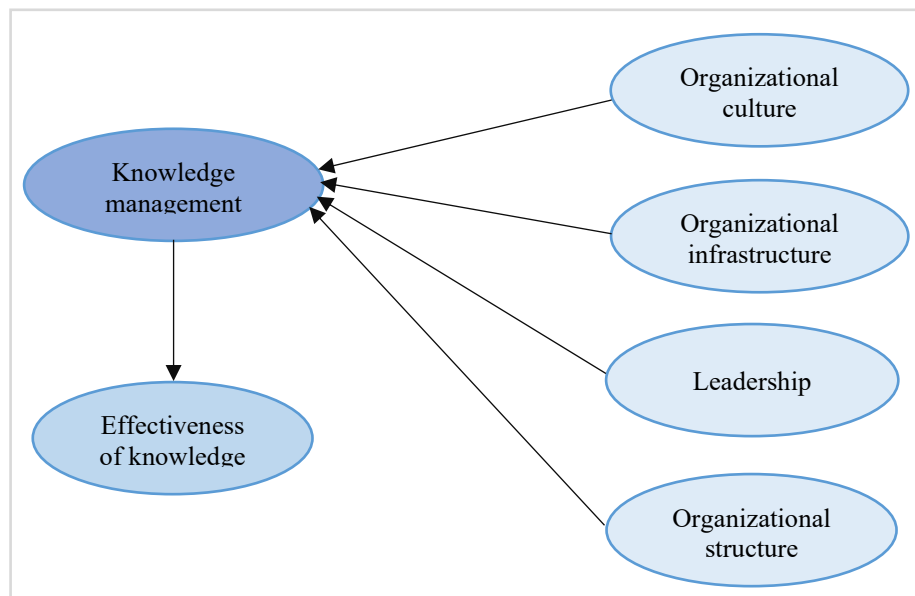 Organizational
culture
Knowledge
management
Organizational
infrastructure
Leadership
Effectiveness
of knowledge
Organizational
structure